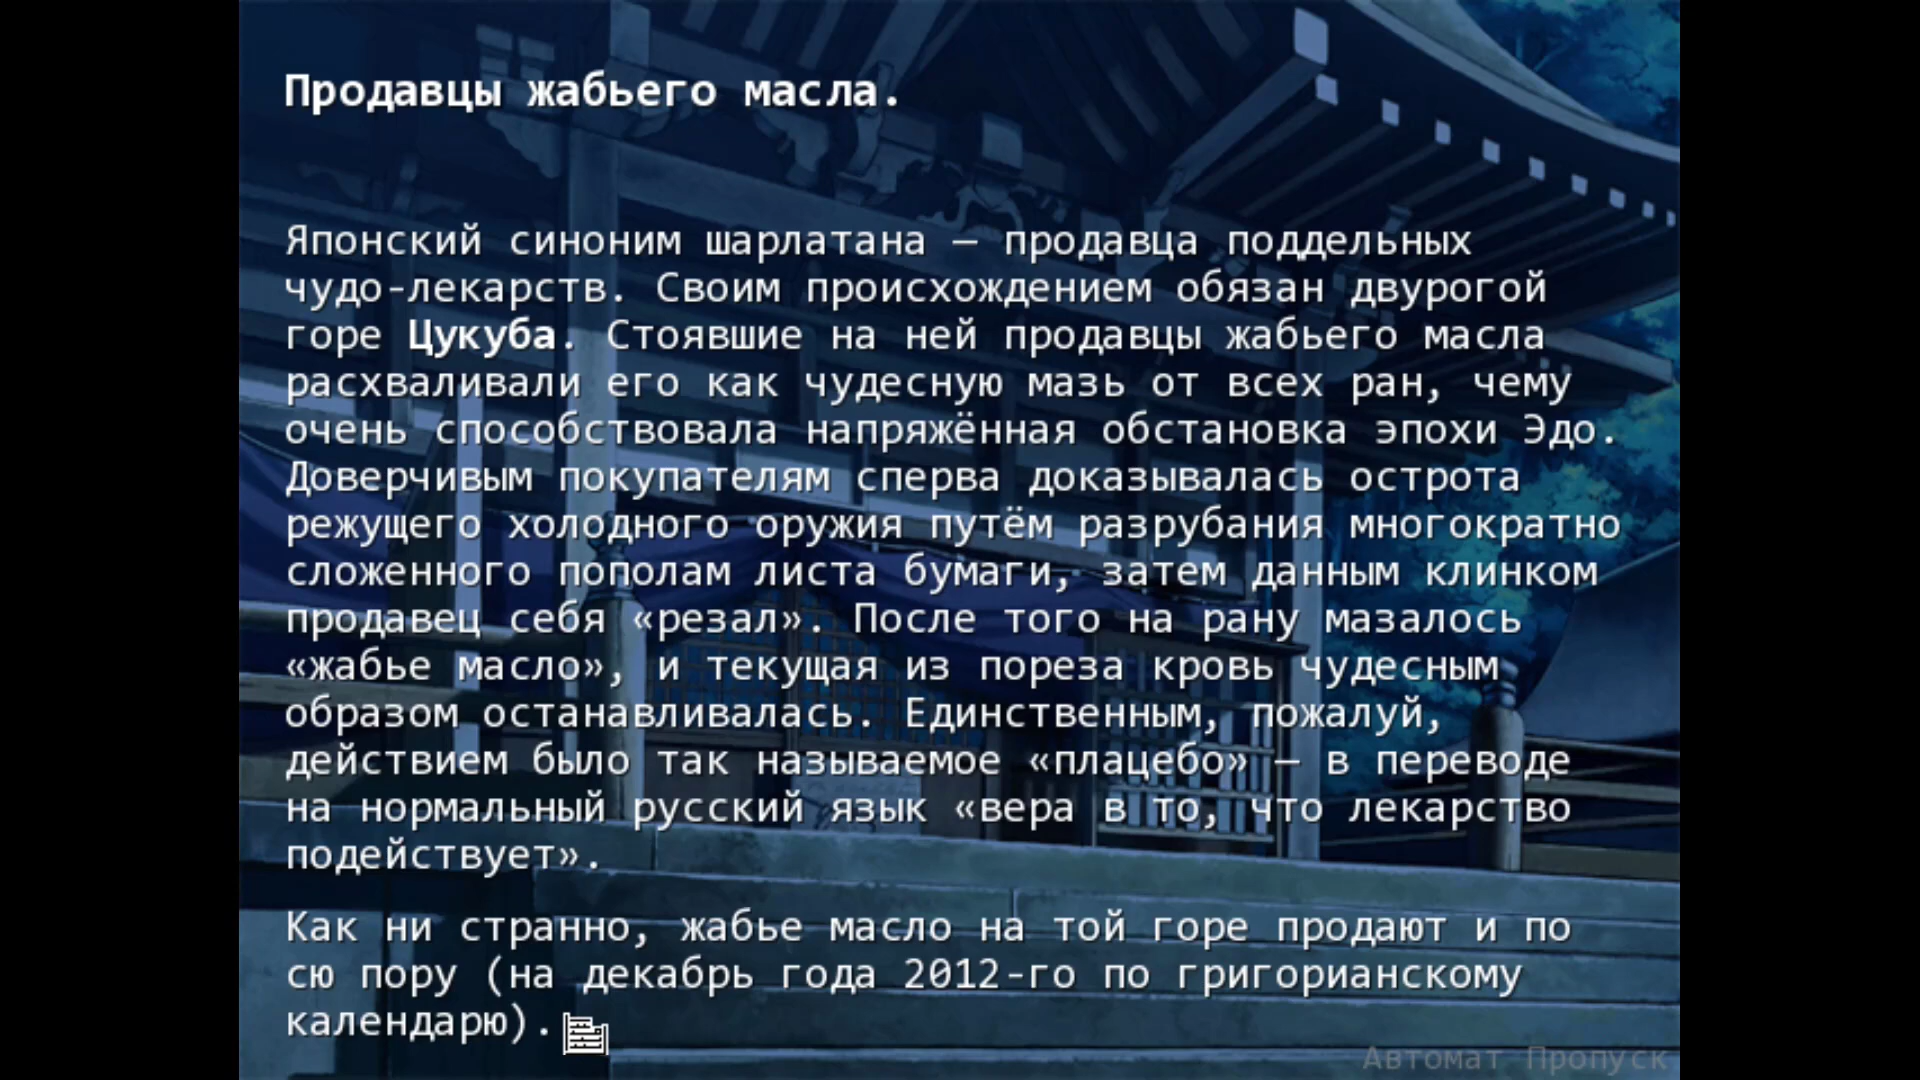 Продавцы жабьего масла.
Японский синоним шарлатана — продавца поддельных
чудо-лекарств. Своим происхождением обязан двурогой
горе Цукуба. Стоявшие на ней продавцы жабьего масла
расхваливали его как чудесную мазь от всех ран, чему
очень способствовала напряжённая обстановка эпохи Эдо.
Доверчивым покупателям сперва доказывалась острота
режущего холодного оружия путём разрубания многократно
сложенного пополам листа бумаги, затем данным клинком
продавец себя «резал». После того на рану мазалось
«жабье масло», и текущая из пореза кровь чудесным
образом останавливалась. Единственным, пожалуй,
действием было так называемое «плацебо» — в переводе
на нормальный русский язык «вера в то, что лекарство
подействует».
Как ни странно, жабье масло на той горе продают и по
сю пору (на декабрь года 2012-го по григорианскому
календарю).
Автомат Пропуск